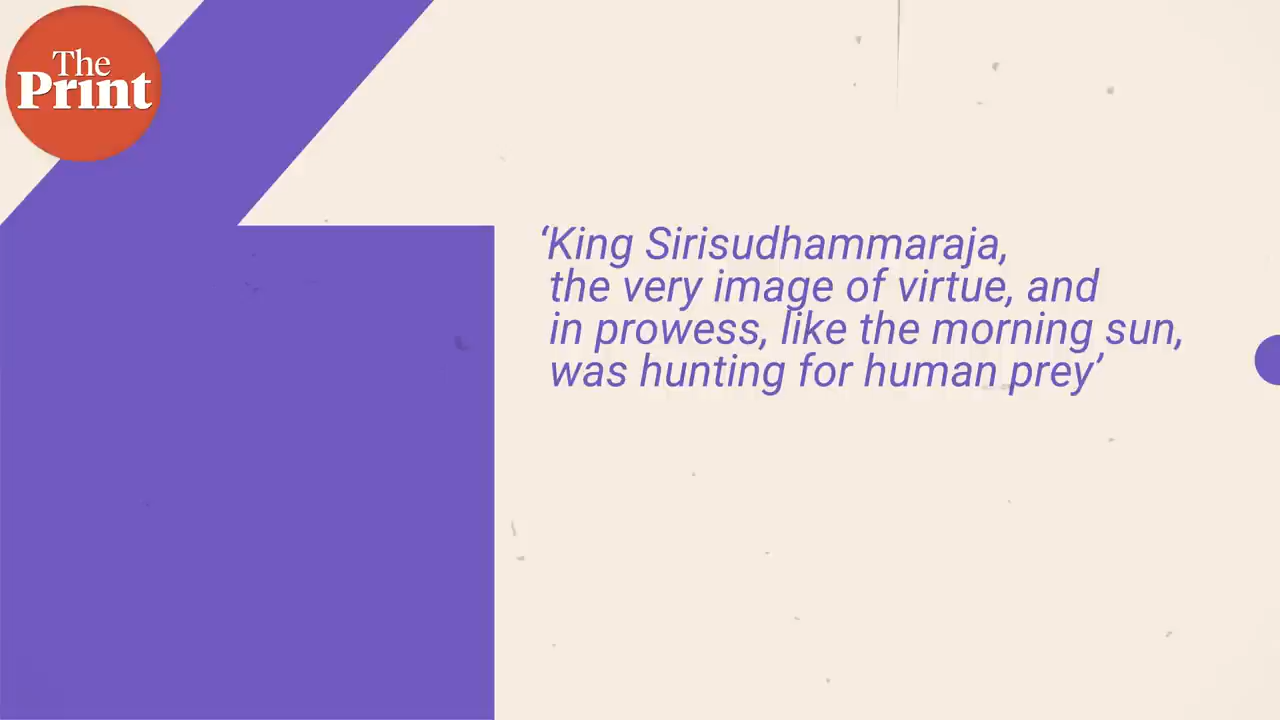 The
Print
‘King Sirisudhammaraja,
the very image of virtue, and
in prowess, like the morning sun,
was hunting for human prey’